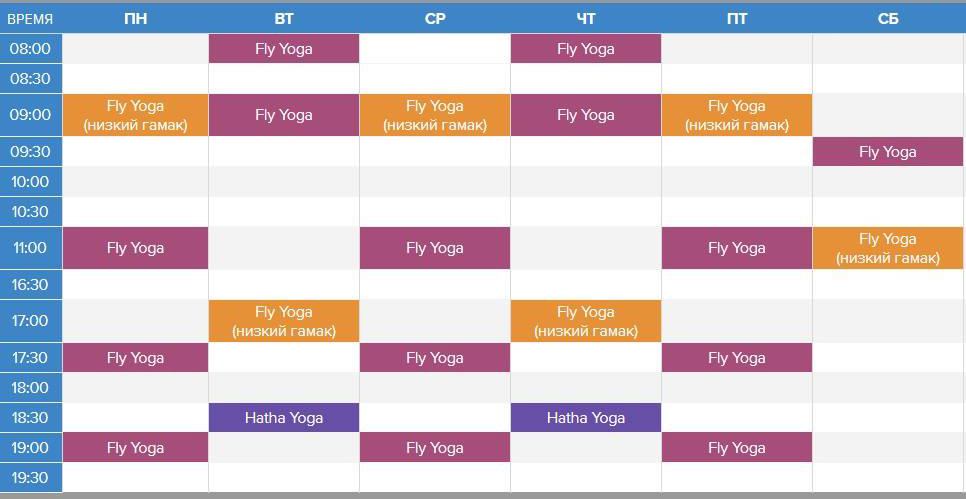 ВРЕМЯ ПН ВТ СР ЧТ ПТ СБ
08:00 Fly Yoga Fly Yoga
08:30
09:00 Fly Yoga (низкий гамак) Fly Yoga Fly Yoga (низкий гамак) Fly Yoga Fly Yoga (низкий гамак)
09:30 Fly Yoga
10:00
10:30
11:00 Fly Yoga Fly Yoga Fly Yoga Fly Yoga (низкий гамак)
16:30
17:00 Fly Yoga (низкий гамак) Fly Yoga (низкий гамак)
17:30 Fly Yoga Fly Yoga Fly Yoga
18:00
18:30 Hatha Yoga Hatha Yoga
19:00 Fly Yoga Fly Yoga Fly Yoga
19:30